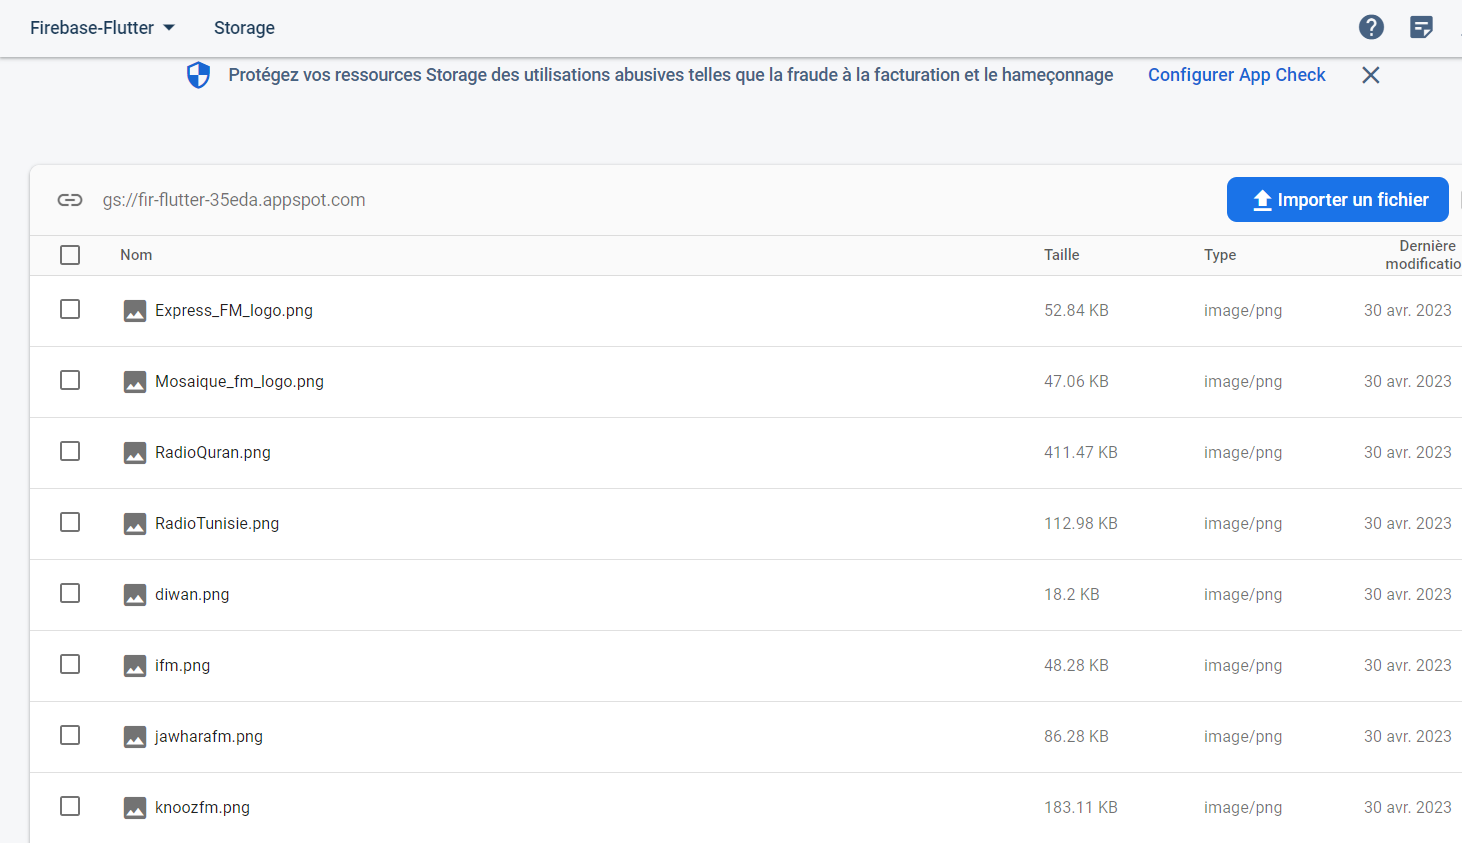 Firebase-Flutter Storage
Protégez vos ressources Storage des utilisations abusives telles que la fraude à la facturation et le hameçonnage Configurer App Check
gs://fir-flutter-35eda.appspot.com Importer un fichier
Nom Taille Type Dernière
modificatio
Express_FM_logo.png 52.84 KB image/png 30 avr. 2023
Mosaique_fm_logo.png 47.06 KB image/png 30 avr. 2023
RadioQuran.png 411.47 KB image/png 30 avr. 2023
RadioTunisie.png 112.98 KB image/png 30 avr. 2023
diwan.png 18.2 KB image/png 30 avr. 2023
ifm.png 48.28 KB image/png 30 avr. 2023
jawharafm.png 86.28 KB image/png 30 avr. 2023
knoozfm.png 183.11 KB image/png 30 avr. 2023